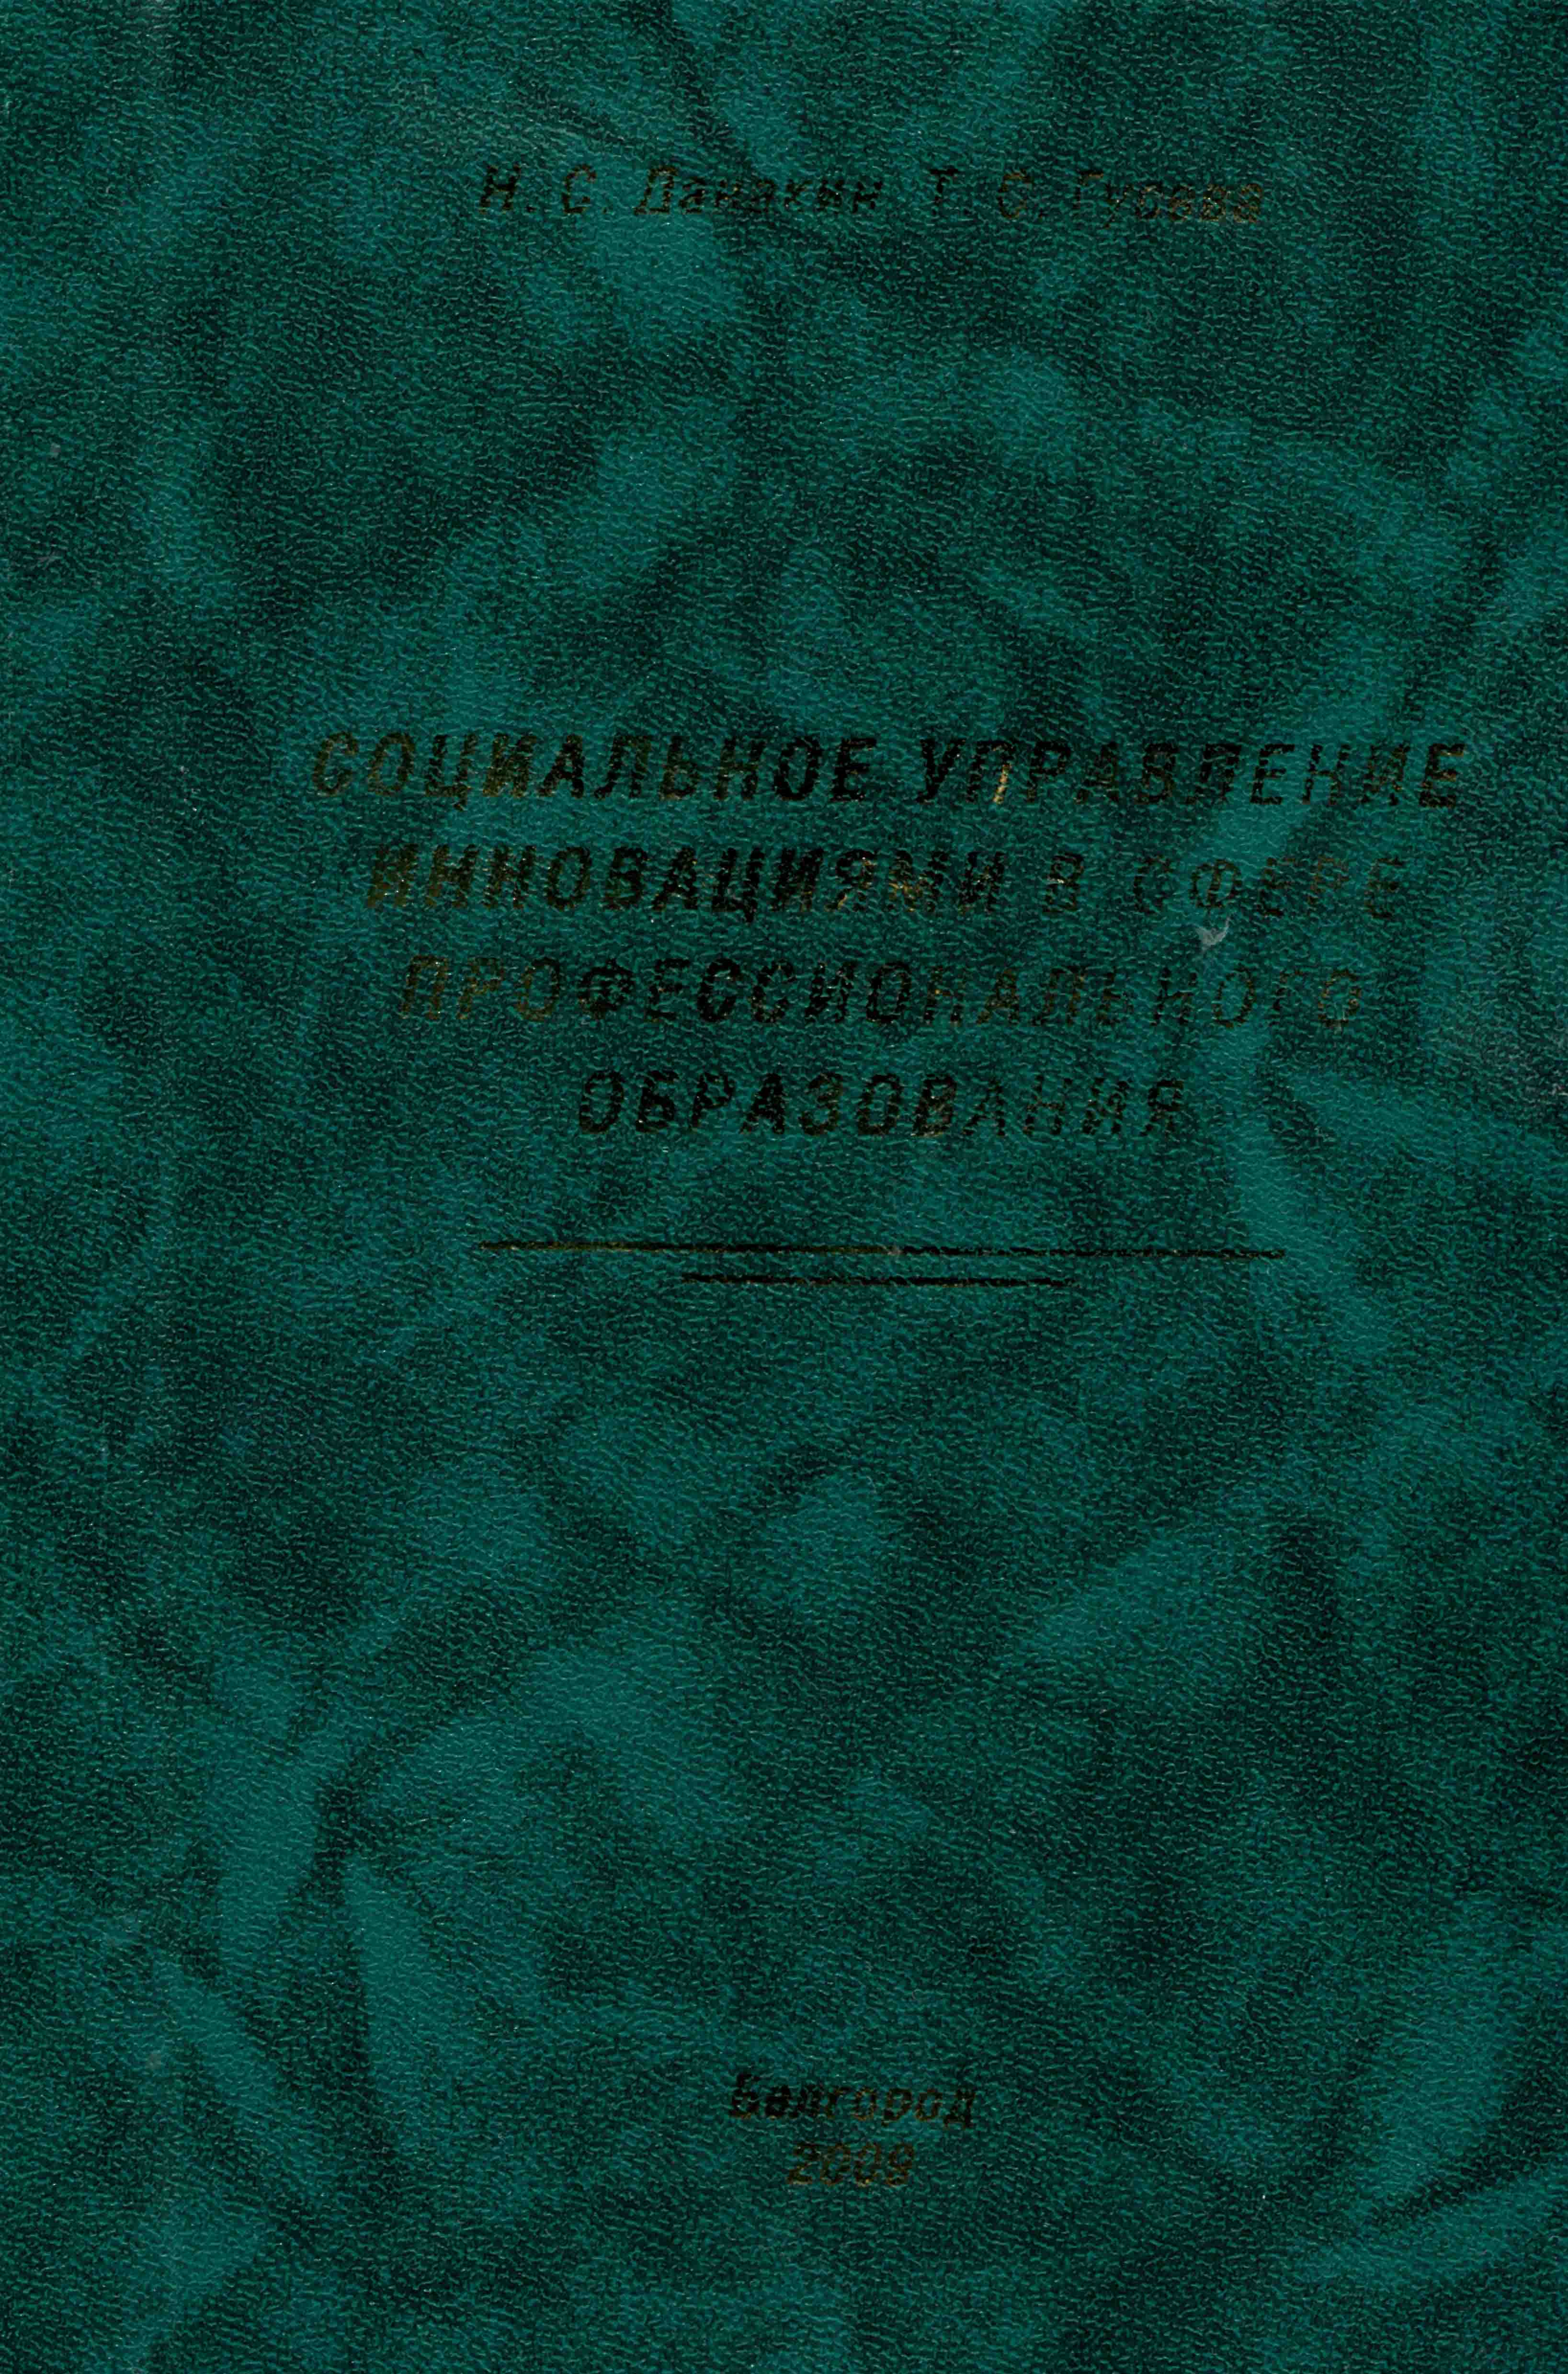 Н. С. Данакин Т. С. Гусева
СОЦИАЛЬНОЕ УПРАВЛЕНИЕ
ИННОВАЦИЯМИ В СФЕРЕ
ПРОФЕССИОНАЛЬНОГО
ОБРАЗОВАНИЯ
Белгород
2009